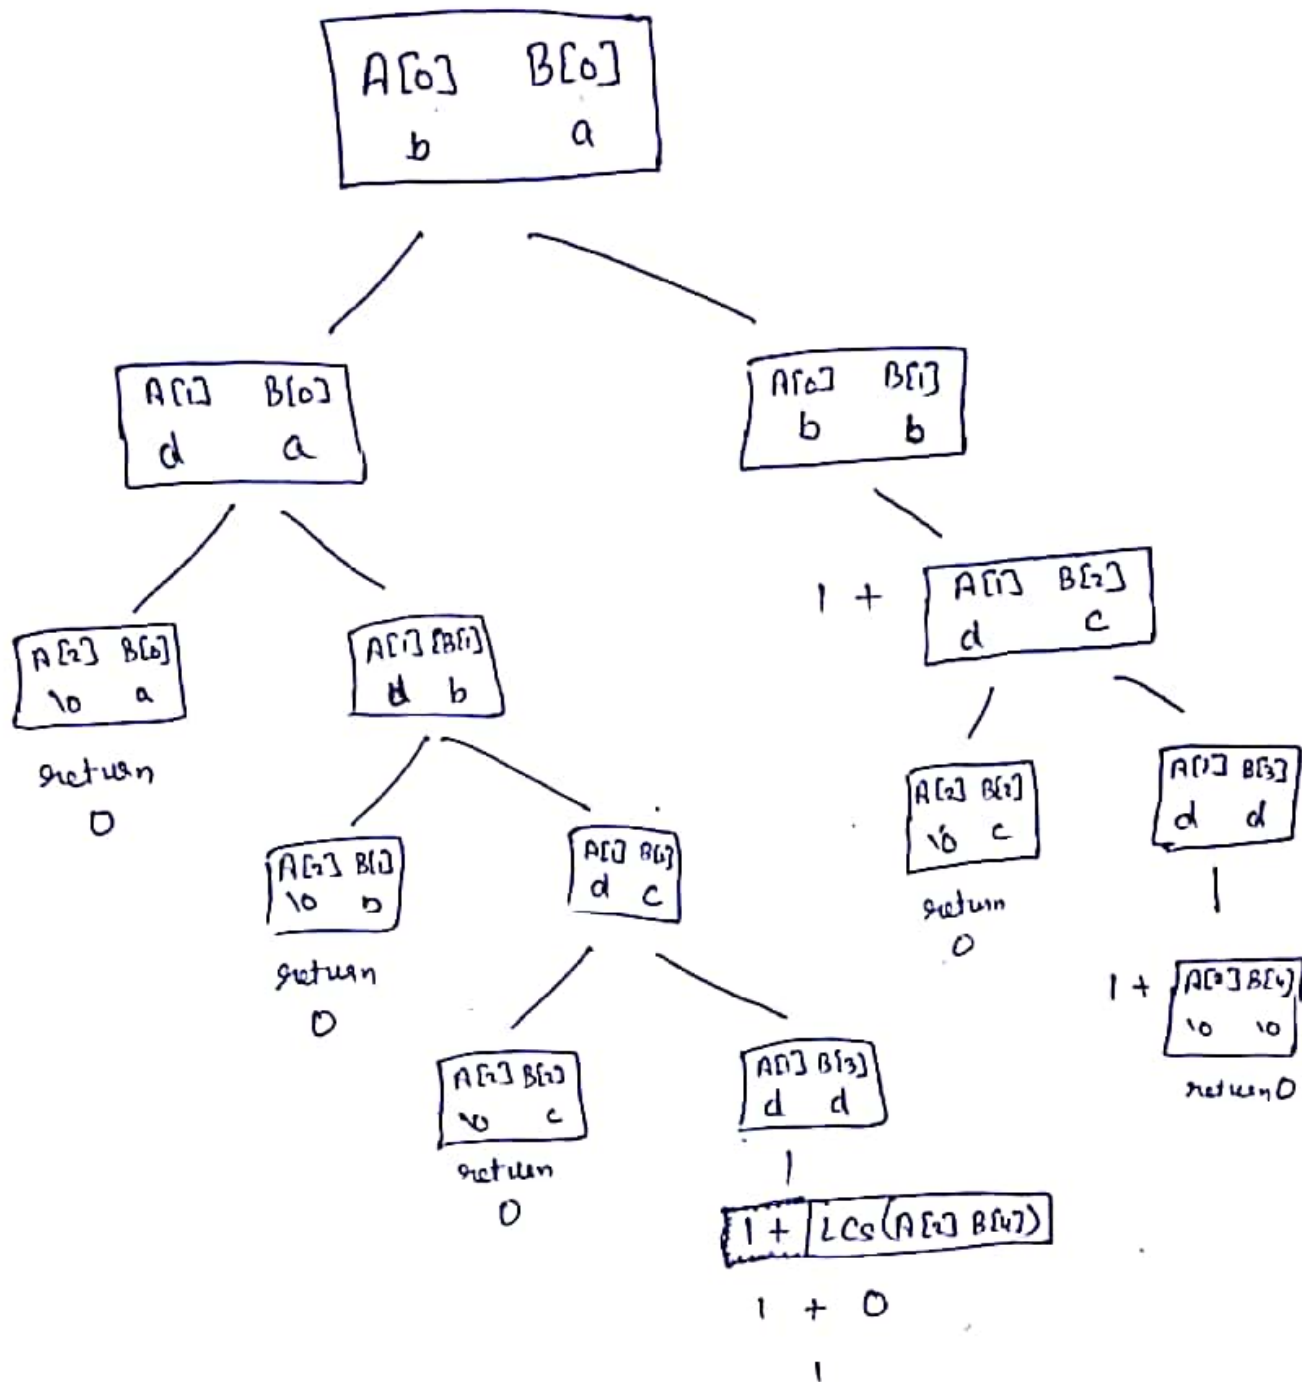 A[0] B[0]
b a
A[1] B[0]
d a
A[0] B[1]
b b
1 + A[1] B[2]
d c
A[2] B[0]
\0 a
return
0
A[1] B[1]
d b
A[2] B[2]
\0 c
return
0
A[1] B[3]
d d
A[2] B[1]
\0 b
return
0
A[1] B[2]
d c
1 + A[2] B[4]
\0 \0
return 0
A[2] B[2]
\0 c
return
0
A[1] B[3]
d d
1 + LCS(A[2] B[4])
1 + 0
1